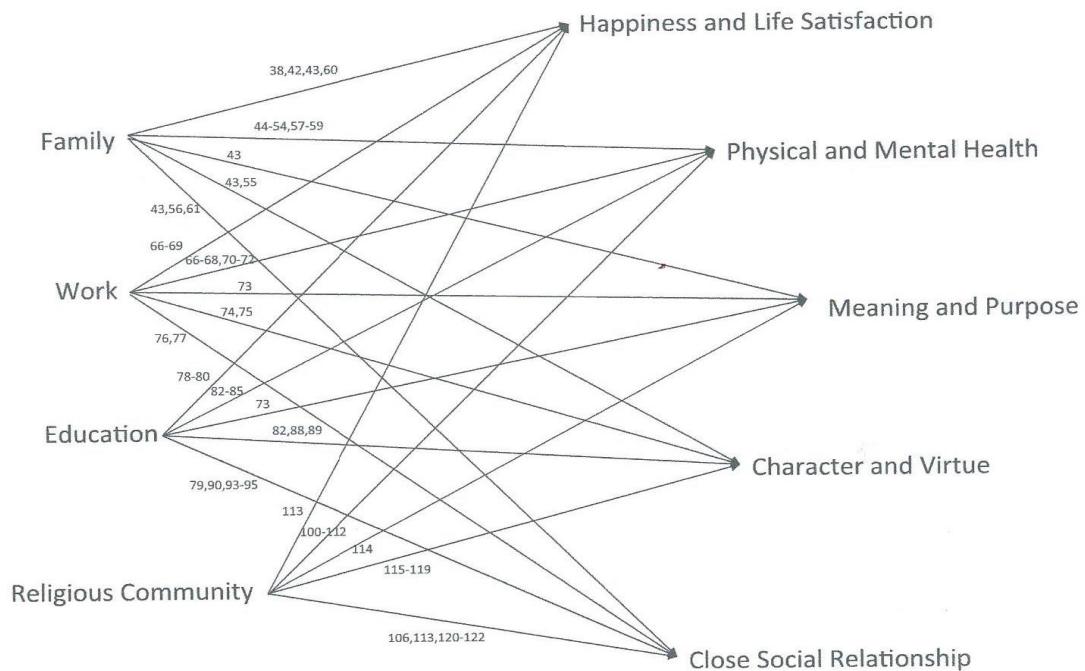 Happiness and Life Satisfaction
38,42,43,60
44-54,57-59
Family
Physical and Mental Health
43
43,55
43,56,61
66-69
66-68,70-72
Work
73
Meaning and Purpose
74,75
76,77
78-80
82-85
73
Education
82,88,89
Character and Virtue
79,90,93-95
113
100-112
114
115-119
Religious Community
106,113,120-122
Close Social Relationship